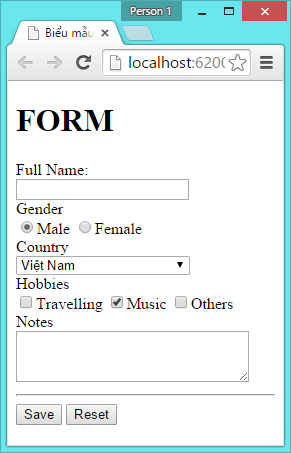 Person 1
Biểu mẫu
localhost:6200
FORM
Full Name:
Gender
Male Female
Country
Việt Nam
Hobbies
Travelling Music Others
Notes
Save Reset